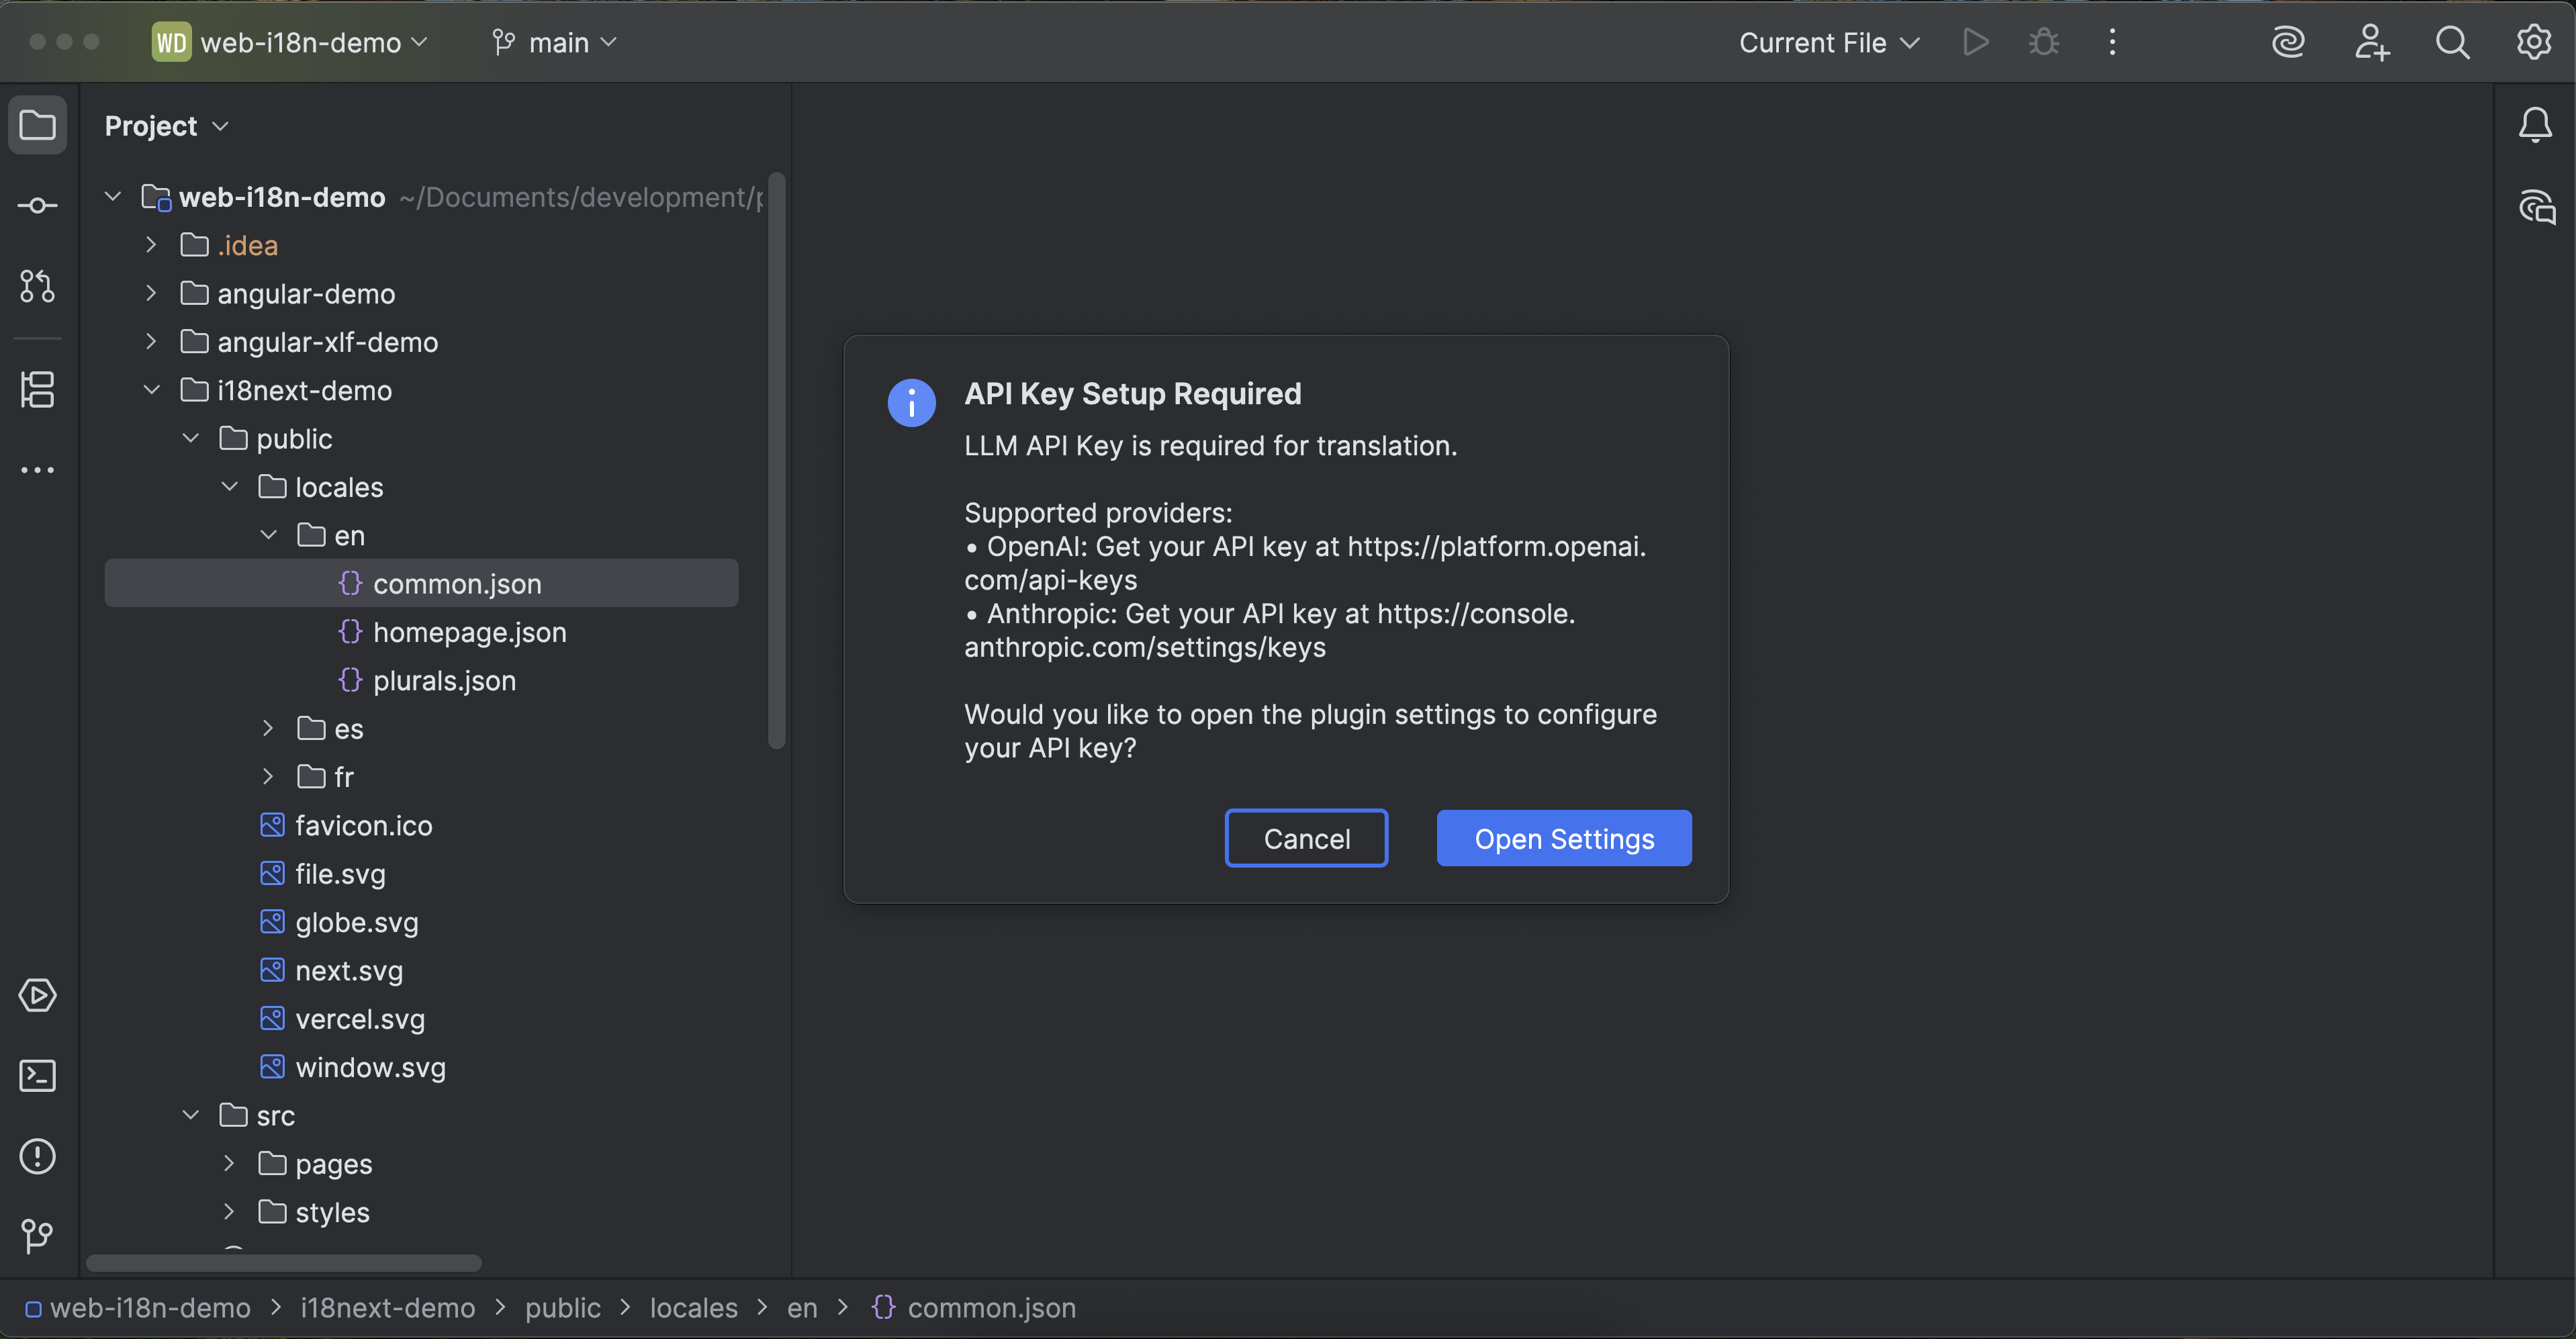 WD web-i18n-demo main Current File
Project
web-i18n-demo ~/Documents/development/
.idea
angular-demo
angular-xlf-demo
i18next-demo
public
locales
en
common.json
homepage.json
plurals.json
es
fr
favicon.ico
file.svg
globe.svg
next.svg
vercel.svg
window.svg
src
pages
styles
API Key Setup Required
LLM API Key is required for translation.
Supported providers:
• OpenAI: Get your API key at https://platform.openai.
com/api-keys
• Anthropic: Get your API key at https://console.
anthropic.com/settings/keys
Would you like to open the plugin settings to configure
your API key?
Cancel Open Settings
web-i18n-demo > i18next-demo > public > locales > en > {} common.json